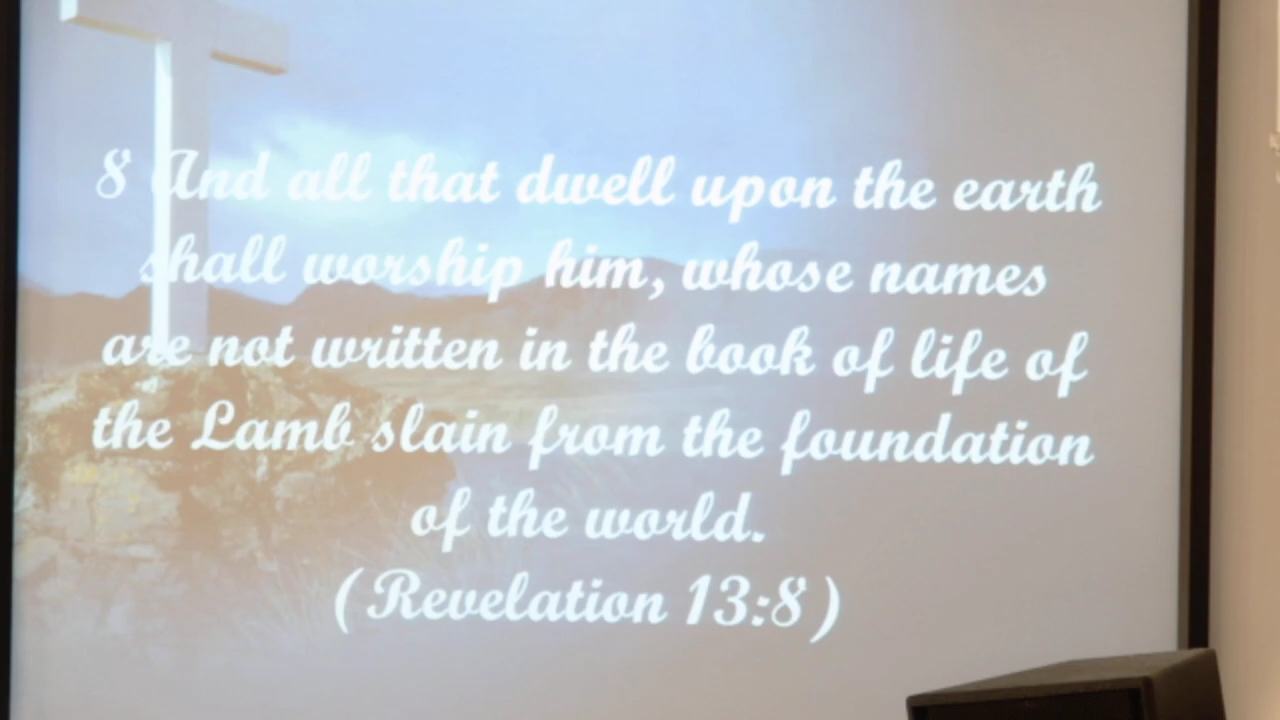 8 And all that dwell upon the earth
shall worship him, whose names
are not written in the book of life of
the Lamb slain from the foundation
of the world.
(Revelation 13:8)